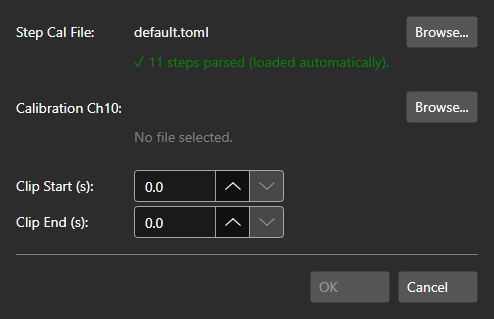 Step Cal File: default.toml Browse...
✓ 11 steps parsed (loaded automatically).
Calibration Ch10: Browse...
No file selected.
Clip Start (s): 0.0
Clip End (s): 0.0
OK Cancel